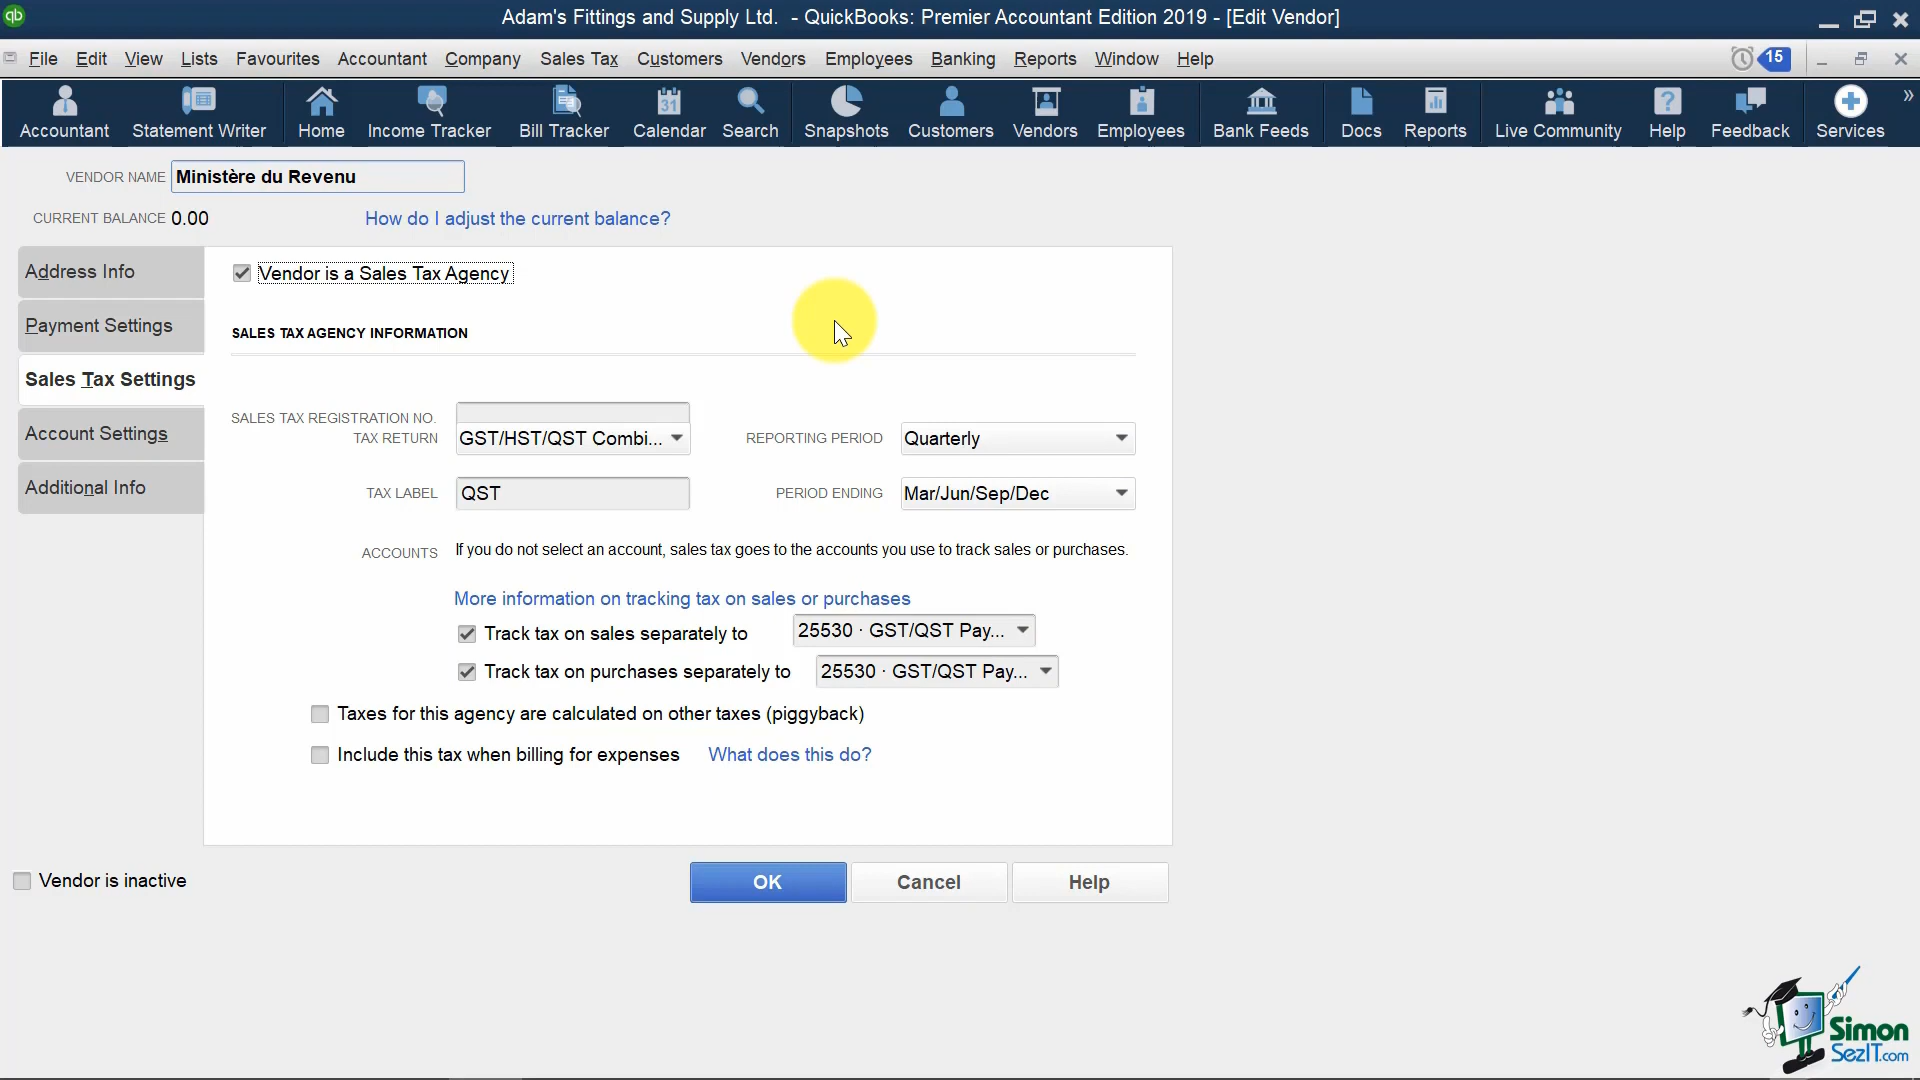 qb
Adam's Fittings and Supply Ltd. - QuickBooks: Premier Accountant Edition 2019 - [Edit Vendor]
File Edit View Lists Favourites Accountant Company Sales Tax Customers Vendors Employees Banking Reports Window Help 15
31
Accountant Statement Writer Home Income Tracker Bill Tracker Calendar Search Snapshots Customers Vendors Employees Bank Feeds Docs Reports Live Community Help Feedback Services
VENDOR NAME Ministère du Revenu
CURRENT BALANCE 0.00 How do I adjust the current balance?
Address Info
Payment Settings
Sales Tax Settings
Account Settings
Additional Info
Vendor is a Sales Tax Agency
SALES TAX AGENCY INFORMATION
SALES TAX REGISTRATION NO.
TAX RETURN GST/HST/QST Combi... REPORTING PERIOD Quarterly
TAX LABEL QST PERIOD ENDING Mar/Jun/Sep/Dec
ACCOUNTS If you do not select an account, sales tax goes to the accounts you use to track sales or purchases.
More information on tracking tax on sales or purchases
Track tax on sales separately to 25530 · GST/QST Pay...
Track tax on purchases separately to 25530 · GST/QST Pay...
Taxes for this agency are calculated on other taxes (piggyback)
Include this tax when billing for expenses What does this do?
Vendor is inactive OK Cancel Help
Simon
SezIT.com